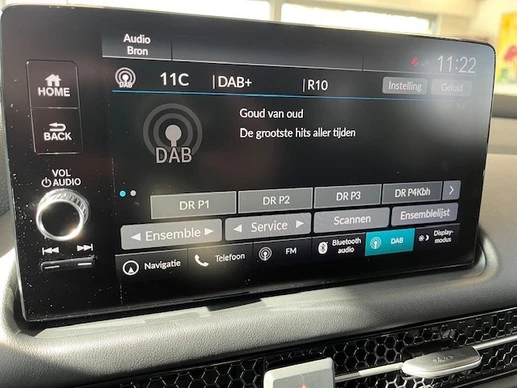 Audio
Bron
11:22
HOME
DAB
11C
DAB+
R10
Instelling
Geluid
BACK
Goud van oud
De grootste hits aller tijden
DAB
VOL
AUDIO
DR P1
DR P2
DR P3
DR P4Kbh
Ensemble
Service
Scannen
Ensemblelijst
Navigatie
Telefoon
FM
Bluetooth
audio
DAB
Display-
modus